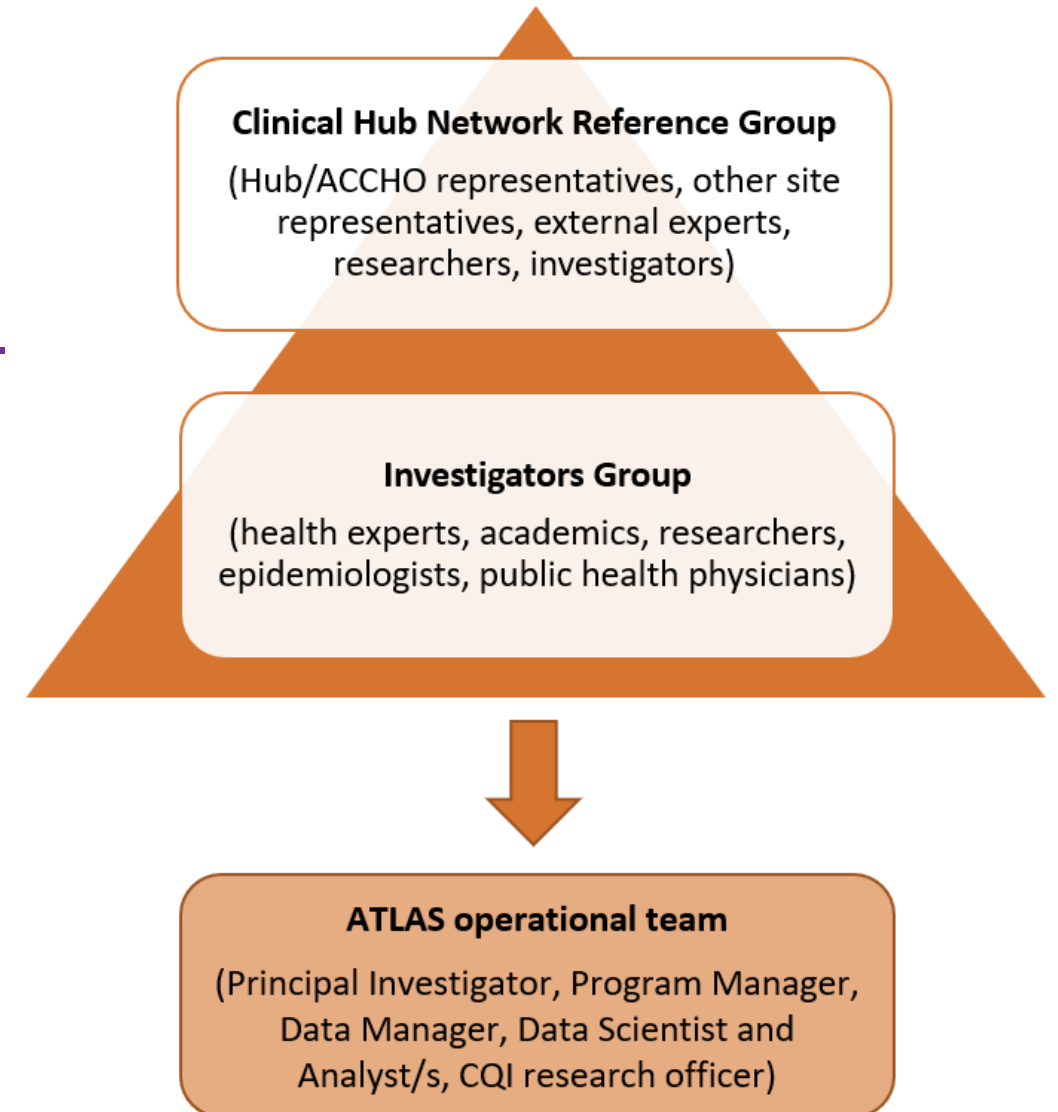 Clinical Hub Network Reference Group
(Hub/ACCHO representatives, other site
representatives, external experts,
researchers, investigators)
Investigators Group
(health experts, academics, researchers,
epidemiologists, public health physicians)
ATLAS operational team
(Principal Investigator, Program Manager,
Data Manager, Data Scientist and
Analyst/s, CQI research officer)